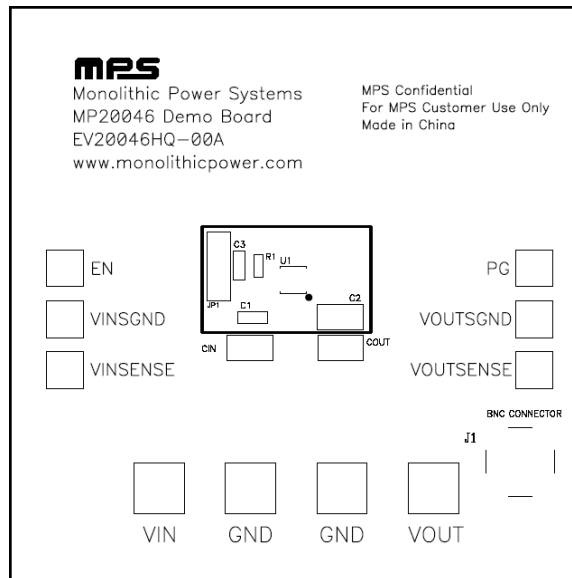 MPS
Monolithic Power Systems
MP20046 Demo Board
EV20046HQ-00A
www.monolithicpower.com
MPS Confidential
For MPS Customer Use Only
Made in China
C3
R1
U1
JP1
C1
C2
CIN
COUT
EN
VINSGND
VINSENSE
PG
VOUTSGND
VOUTSENSE
BNC CONNECTOR
J1
VIN
GND
GND
VOUT